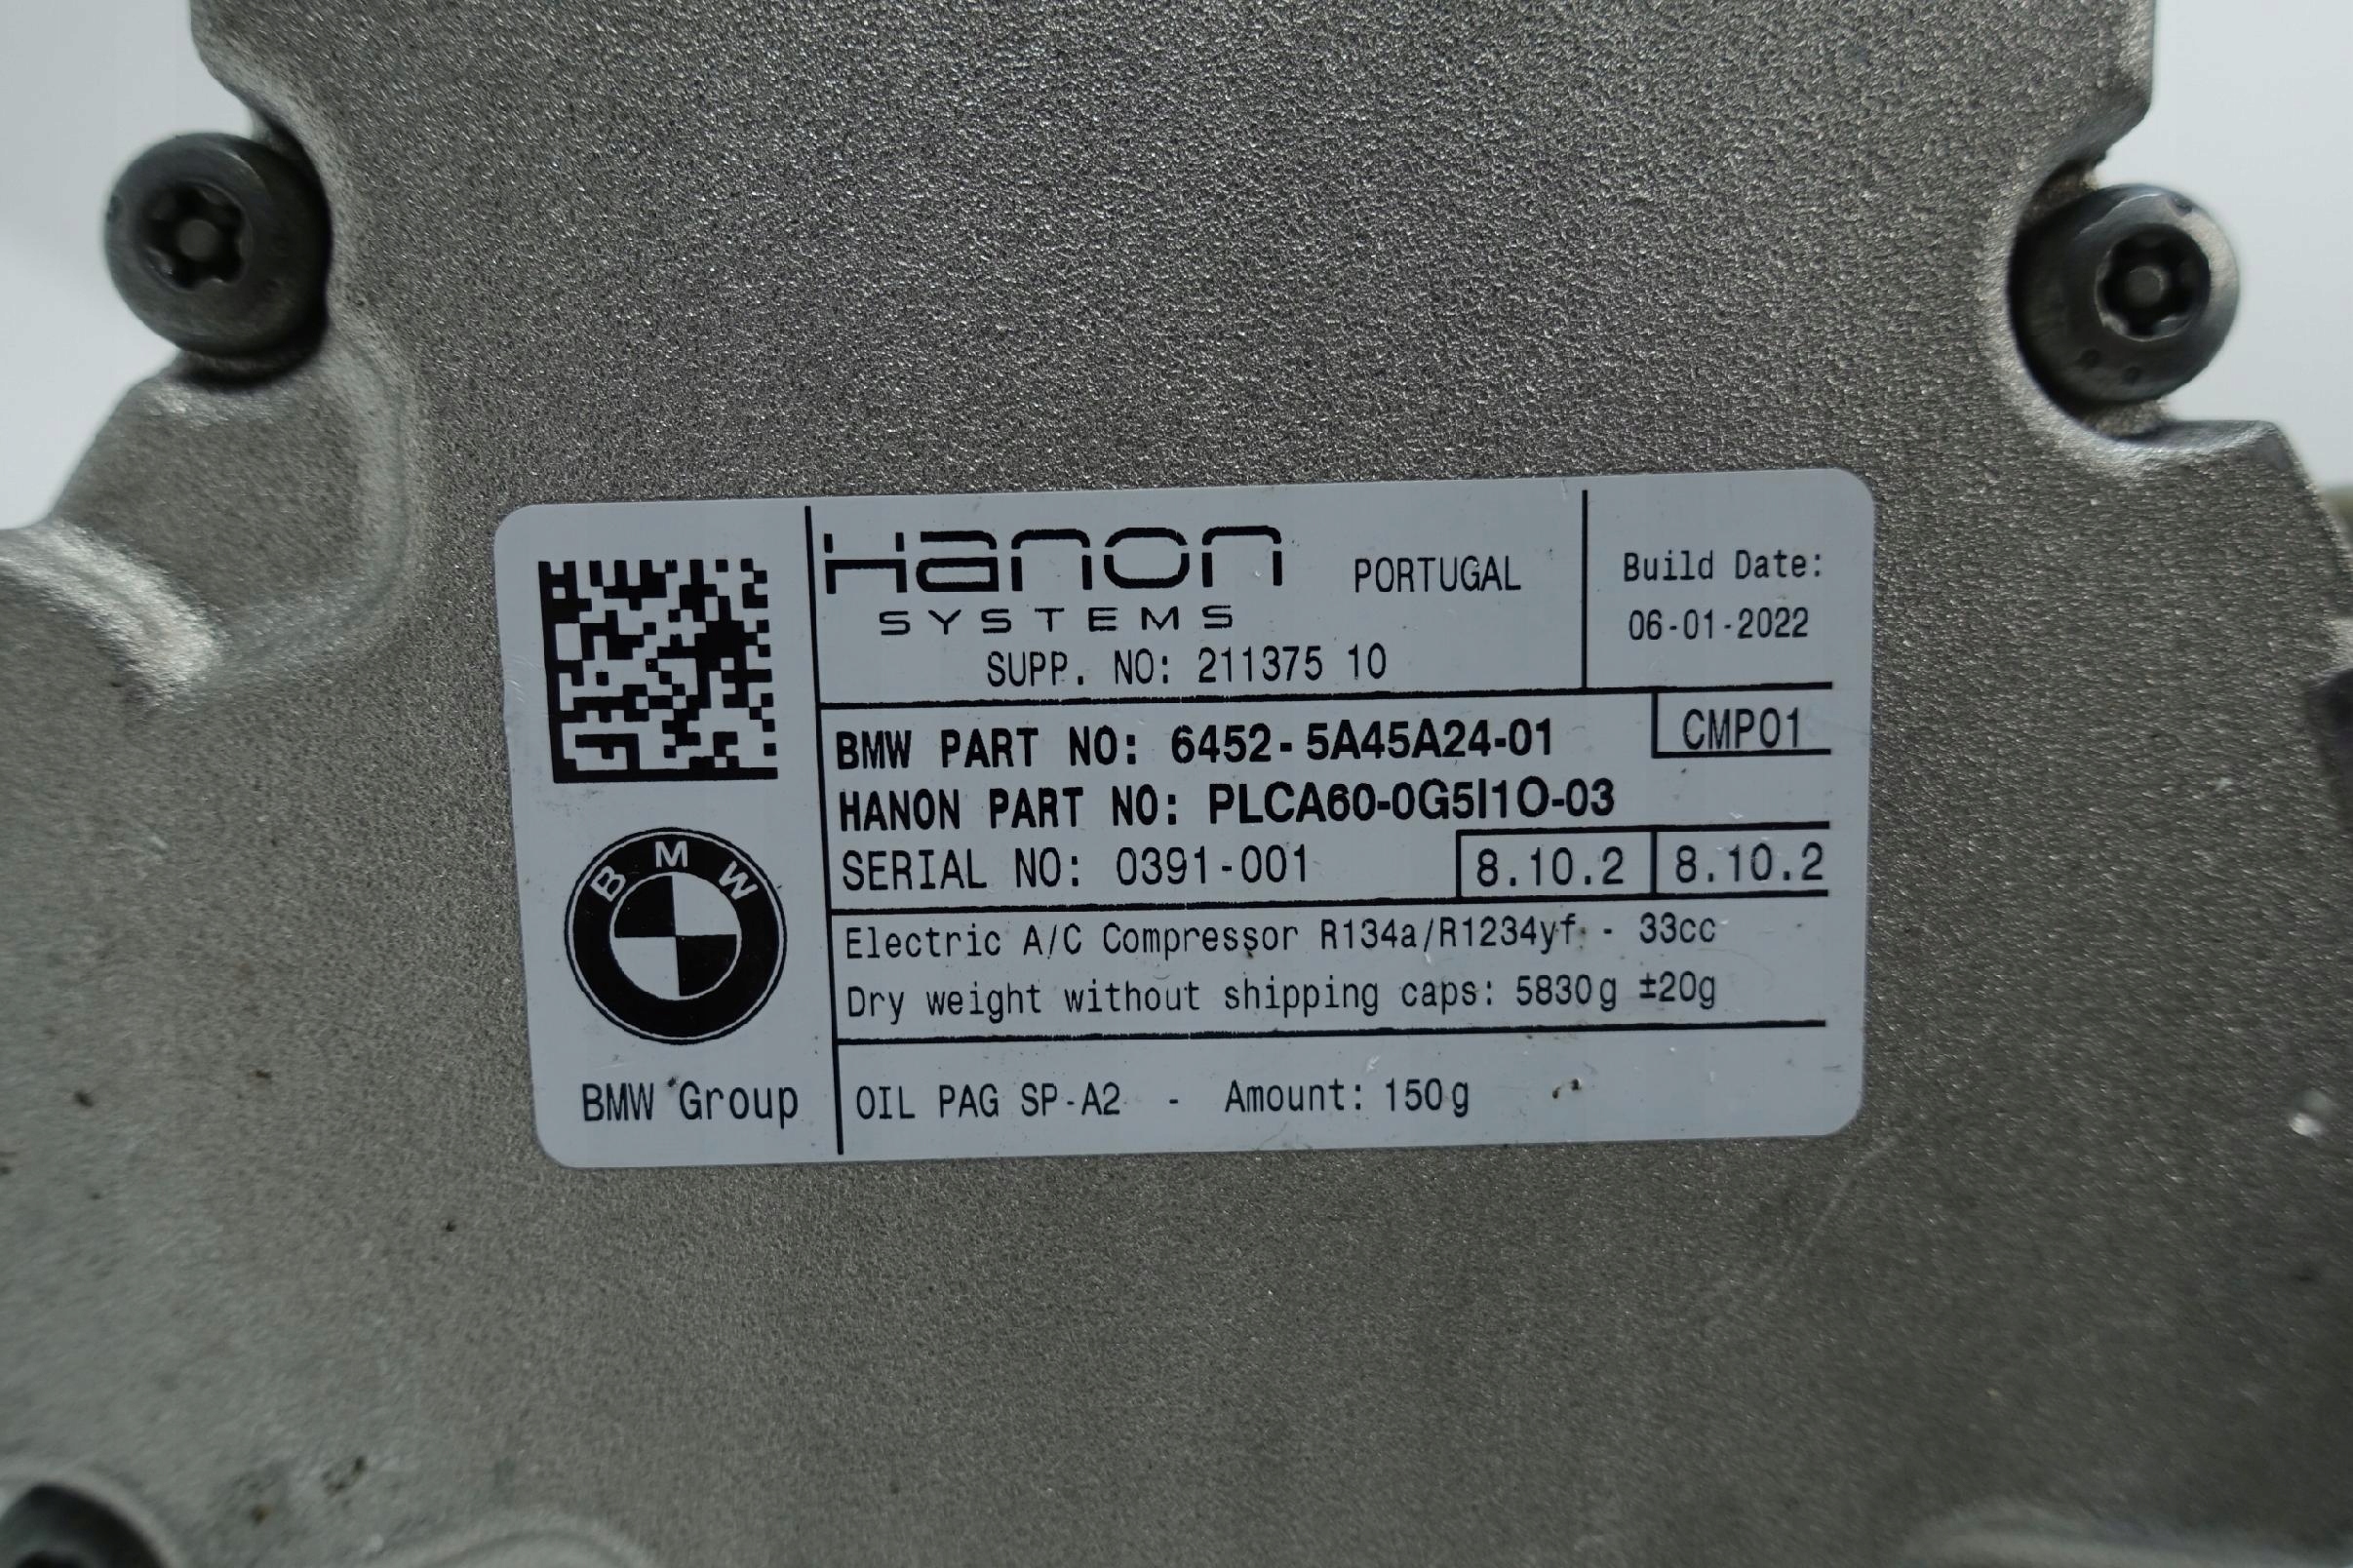 Hanon
SYSTEMS
PORTUGAL
SUPP. NO: 211375 10
Build Date:
06-01-2022
BMW PART NO: 6452-5A45A24-01
CMP01
HANON PART NO: PLCA60-0G5I1O-03
SERIAL NO: 0391-001
8.10.2
8.10.2
Electric A/C Compressor R134a/R1234yf - 33cc
Dry weight without shipping caps: 5830g ±20g
OIL PAG SP-A2 - Amount: 150g
BMW
BMW Group